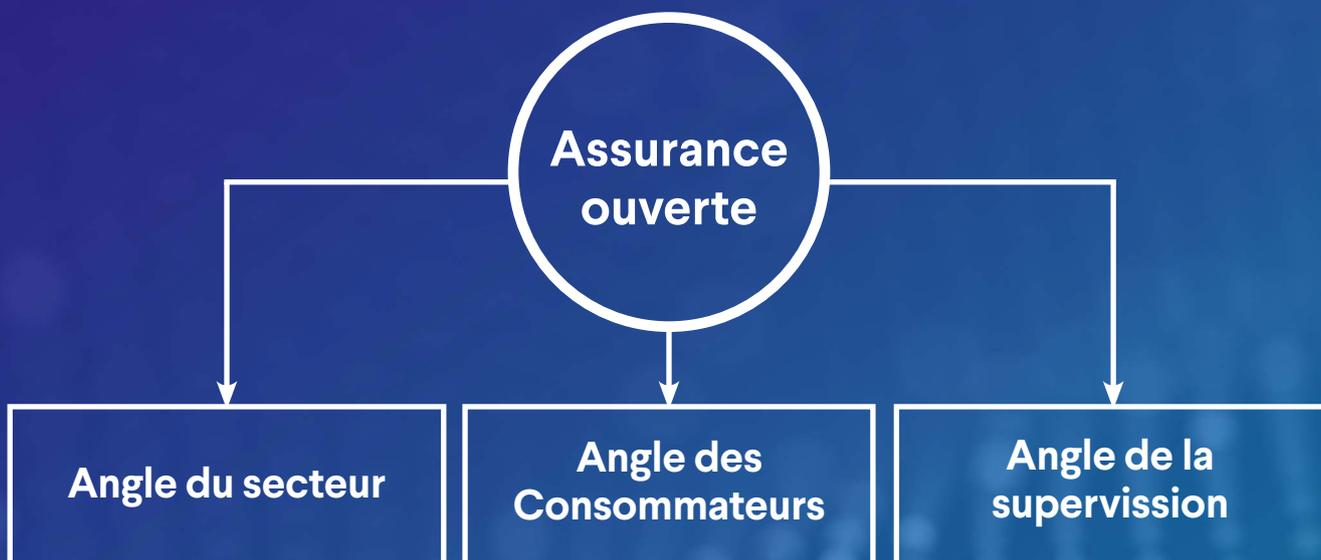 Assurance
ouverte
Angle du secteur
Angle des
Consommateurs
Angle de la
supervission